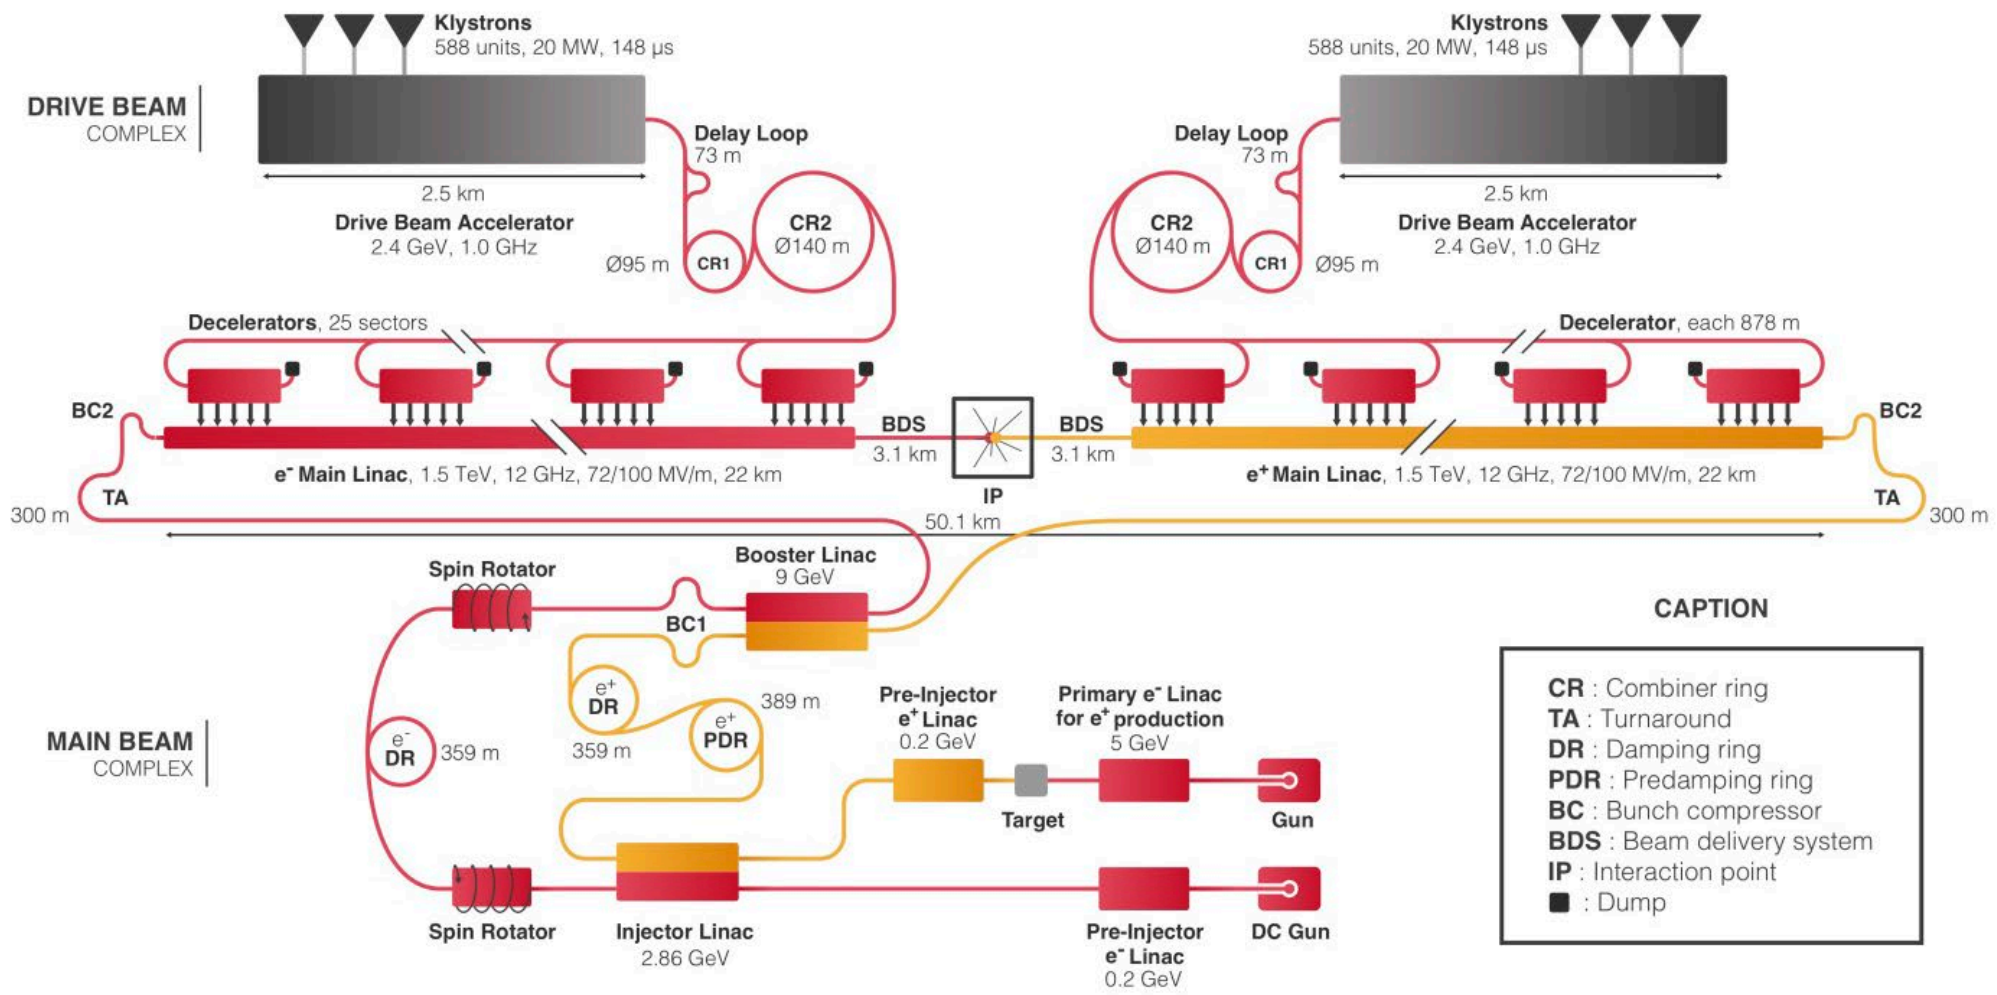 Klystrons
588 units, 20 MW, 148 µs
Klystrons
588 units, 20 MW, 148 µs
DRIVE BEAM
COMPLEX
Delay Loop
73 m
Delay Loop
73 m
2.5 km
Drive Beam Accelerator
2.4 GeV, 1.0 GHz
CR2
Ø140 m
CR1
Ø95 m
CR2
Ø140 m
CR1
Ø95 m
2.5 km
Drive Beam Accelerator
2.4 GeV, 1.0 GHz
Decelerators, 25 sectors
Decelerator, each 878 m
BC2
BDS
3.1 km
BDS
3.1 km
BC2
e⁻ Main Linac, 1.5 TeV, 12 GHz, 72/100 MV/m, 22 km
IP
e⁺ Main Linac, 1.5 TeV, 12 GHz, 72/100 MV/m, 22 km
TA
300 m
TA
300 m
50.1 km
Spin Rotator
Booster Linac
9 GeV
BC1
MAIN BEAM
COMPLEX
e⁻
DR
359 m
e⁺
DR
359 m
e⁺
PDR
389 m
Pre-Injector
e⁺ Linac
0.2 GeV
Primary e⁻ Linac
for e⁺ production
5 GeV
Target
Gun
Spin Rotator
Injector Linac
2.86 GeV
Pre-Injector
e⁻ Linac
0.2 GeV
DC Gun
CAPTION
CR : Combiner ring
TA : Turnaround
DR : Damping ring
PDR : Predamping ring
BC : Bunch compressor
BDS : Beam delivery system
IP : Interaction point
: Dump